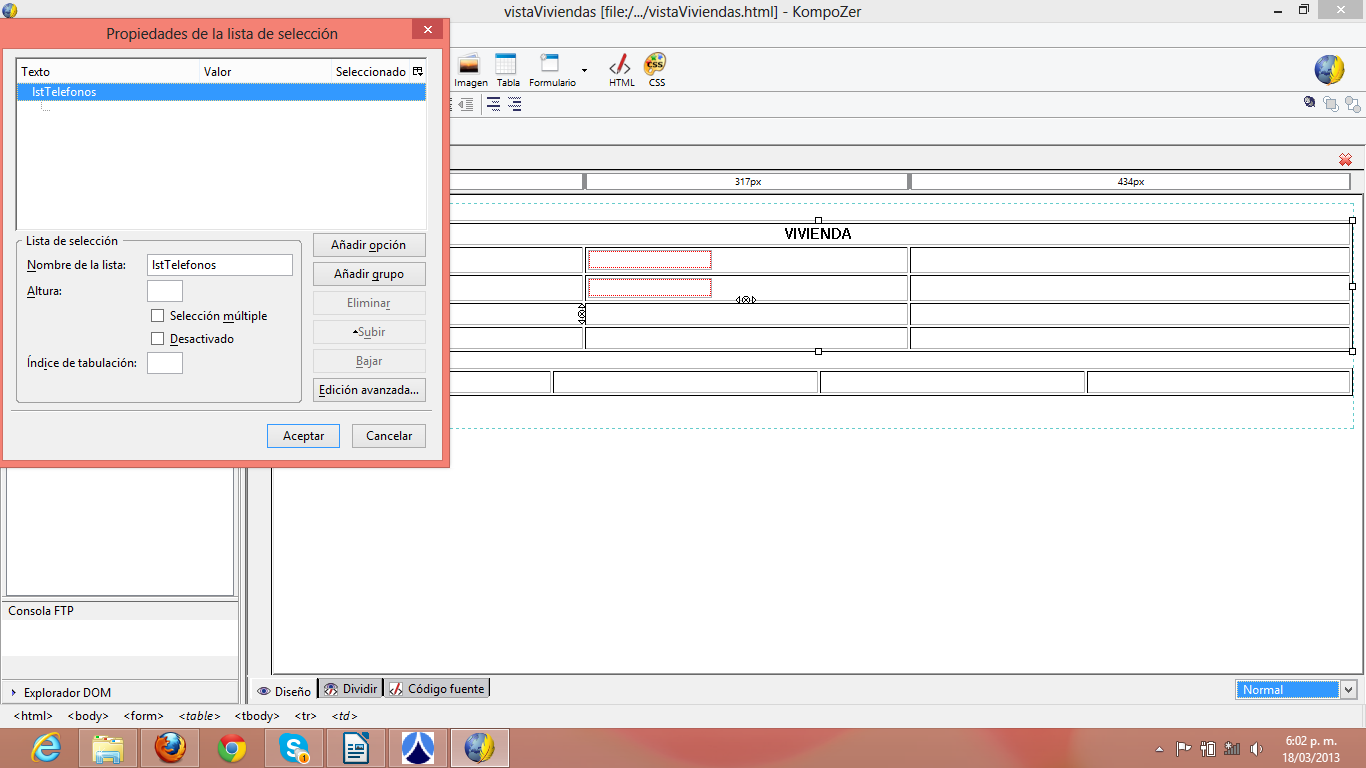 vistaViviendas [file:/.../vistaViviendas.html] - KompoZer
Propiedades de la lista de selección
Texto Valor Seleccionado
lstTelefonos
Lista de selección
Nombre de la lista: lstTelefonos
Altura:
Selección múltiple
Desactivado
Índice de tabulación:
Añadir opción
Añadir grupo
Eliminar
Subir
Bajar
Edición avanzada...
Aceptar Cancelar
Imagen Tabla Formulario HTML CSS
CSS
317px 434px
VIVIENDA
Consola FTP
Explorador DOM
Diseño Dividir Código fuente
Normal
<html> <body> <form> <table> <tbody> <tr> <td>
1
6:02 p. m.
18/03/2013